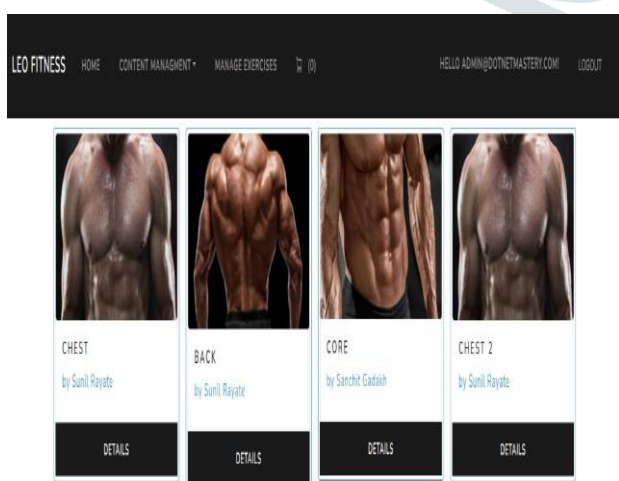 LEO FITNESS HOME CONTENT MANAGMENT MANAGE EXERCISES (0) HELLO ADMIN@DOTNETMASTERY.COM! LOGOUT
CHEST
by Sunil Rayate
DETAILS
BACK
by Sunil Rayate
DETAILS
CORE
by Sanchit Gadakh
DETAILS
CHEST 2
by Sunil Rayate
DETAILS